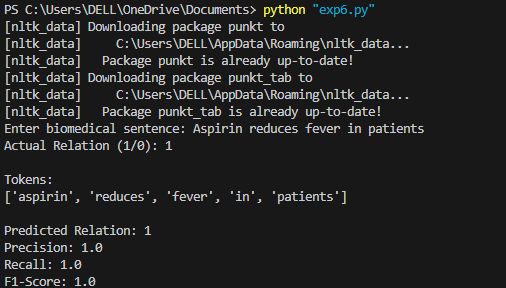 PS C:\Users\DELL\OneDrive\Documents> python "exp6.py"
[nltk_data] Downloading package punkt to
[nltk_data]     C:\Users\DELL\AppData\Roaming\nltk_data...
[nltk_data]   Package punkt is already up-to-date!
[nltk_data] Downloading package punkt_tab to
[nltk_data]     C:\Users\DELL\AppData\Roaming\nltk_data...
[nltk_data]   Package punkt_tab is already up-to-date!
Enter biomedical sentence: Aspirin reduces fever in patients
Actual Relation (1/0): 1
Tokens:
['aspirin', 'reduces', 'fever', 'in', 'patients']
Predicted Relation: 1
Precision: 1.0
Recall: 1.0
F1-Score: 1.0